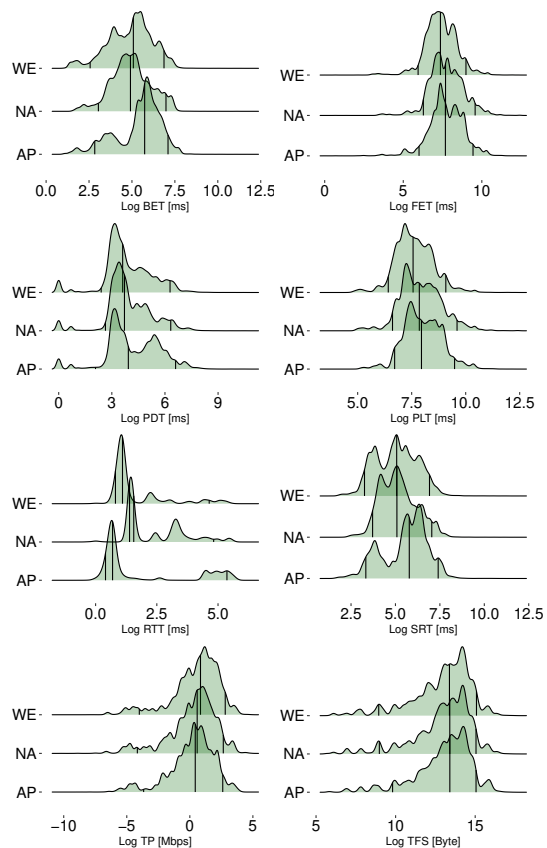 WE
NA
AP
0.0 2.5 5.0 7.5 10.0 12.5
Log BET [ms]
WE
NA
AP
0 5 10
Log FET [ms]
WE
NA
AP
0 3 6 9
Log PDT [ms]
WE
NA
AP
5.0 7.5 10.0 12.5
Log PLT [ms]
WE
NA
AP
0.0 2.5 5.0
Log RTT [ms]
WE
NA
AP
2.5 5.0 7.5 10.0 12.5
Log SRT [ms]
WE
NA
AP
−10 −5 0 5
Log TP [Mbps]
WE
NA
AP
5 10 15
Log TFS [Byte]